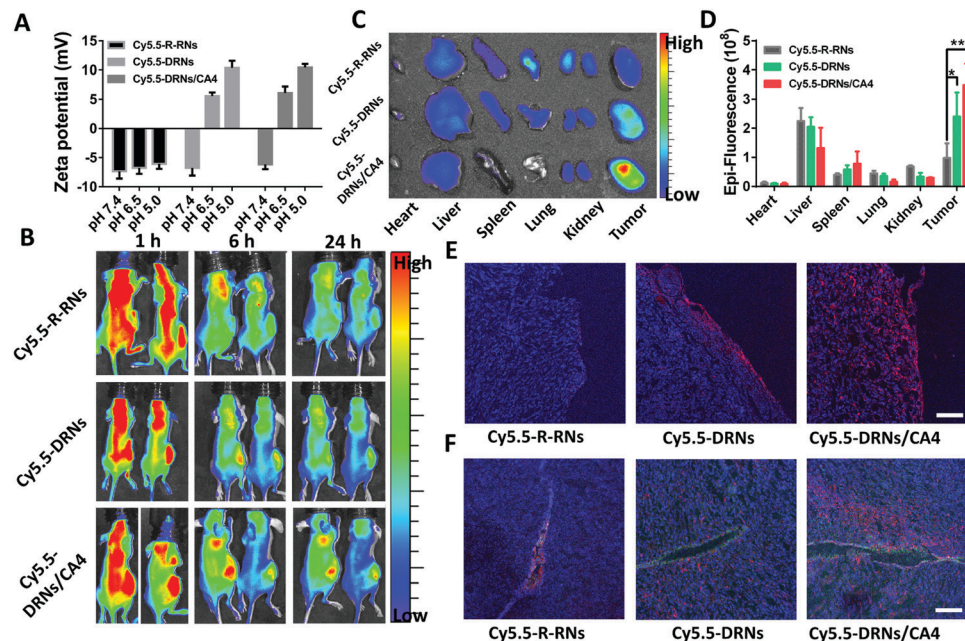 A
Zeta potential (mV)
15
10
5
0
-5
-10
Cy5.5-R-RNs
Cy5.5-DRNs
Cy5.5-DRNs/CA4
pH 7.4
pH 6.5
pH 5.0
pH 7.4
pH 6.5
pH 5.0
pH 7.4
pH 6.5
pH 5.0
B
1 h
6 h
24 h
High
Low
Cy5.5-R-RNs
Cy5.5-DRNs
Cy5.5-
DRNs/CA4
C
Cy5.5-R-RNs
Cy5.5-DRNs
Cy5.5-
DRNs/CA4
High
Low
Heart
Liver
Spleen
Lung
Kidney
Tumor
D
Epi-Fluorescence (10⁸)
5
4
3
2
1
0
Cy5.5-R-RNs
Cy5.5-DRNs
Cy5.5-DRNs/CA4
**
*
Heart
Liver
Spleen
Lung
Kidney
Tumor
E
Cy5.5-R-RNs
Cy5.5-DRNs
Cy5.5-DRNs/CA4
F
Cy5.5-R-RNs
Cy5.5-DRNs
Cy5.5-DRNs/CA4